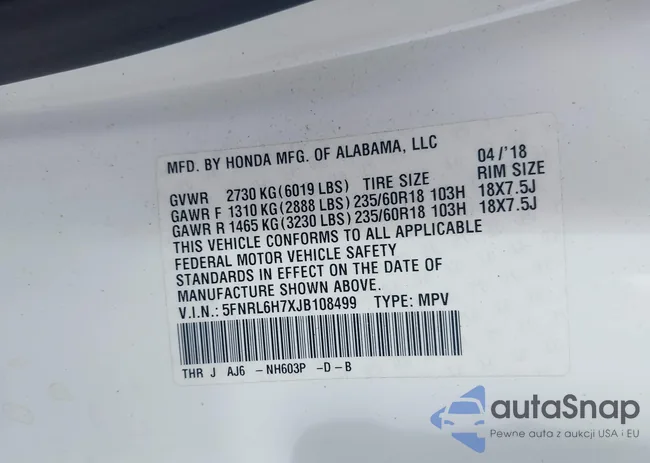 MFD. BY HONDA MFG. OF ALABAMA, LLC 04/'18
GVWR 2730 KG(6019 LBS) TIRE SIZE RIM SIZE
GAWR F 1310 KG(2888 LBS)235/60R18 103H 18X7.5J
GAWR R 1465 KG(3230 LBS)235/60R18 103H 18X7.5J
THIS VEHICLE CONFORMS TO ALL APPLICABLE
FEDERAL MOTOR VEHICLE SAFETY
STANDARDS IN EFFECT ON THE DATE OF
MANUFACTURE SHOWN ABOVE.
V.I.N.: 5FNRL6H7XJB108499 TYPE: MPV
THR J AJ6 -NH603P -D-B
autaSnap
Pewne auta z aukcji USA i EU